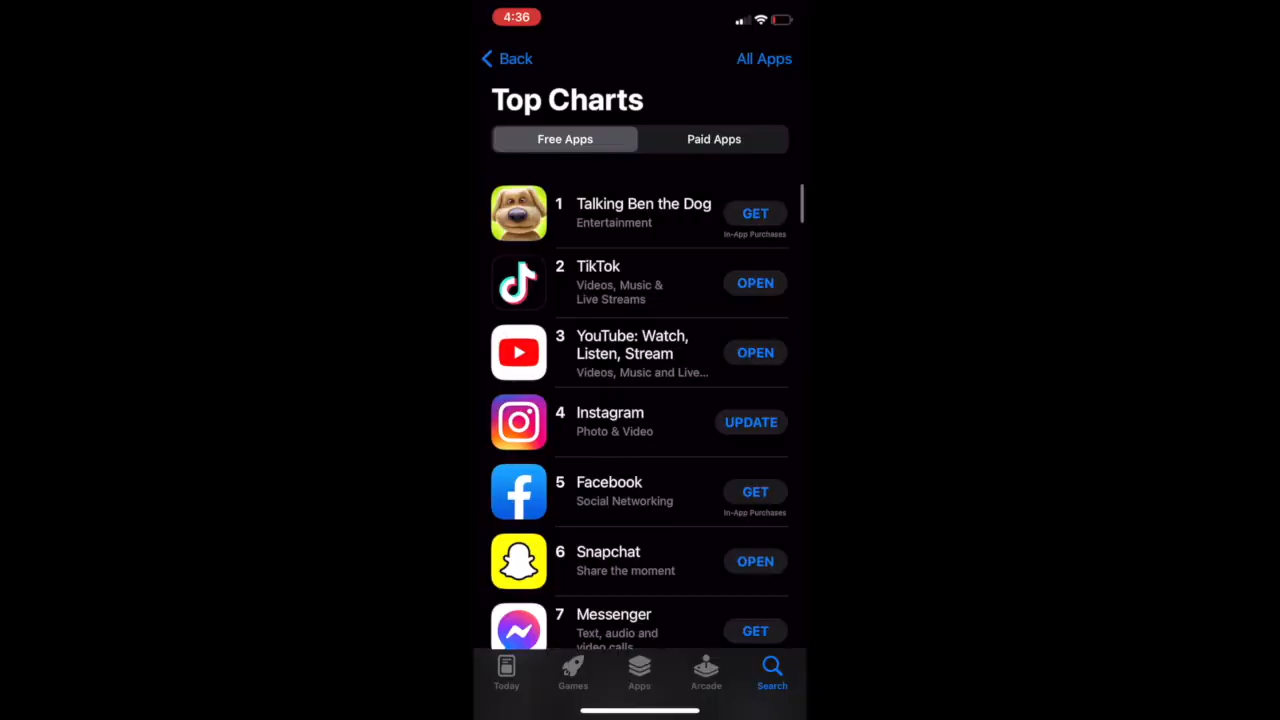 4:36
Back
All Apps
Top Charts
Free Apps
Paid Apps
1 Talking Ben the Dog
Entertainment
GET
In-App Purchases
2 TikTok
Videos, Music &
Live Streams
OPEN
3 YouTube: Watch,
Listen, Stream
Videos, Music and Live...
OPEN
4 Instagram
Photo & Video
UPDATE
5 Facebook
Social Networking
GET
In-App Purchases
6 Snapchat
Share the moment
OPEN
7 Messenger
Text, audio and
video calls
GET
Today
Games
Apps
Arcade
Search